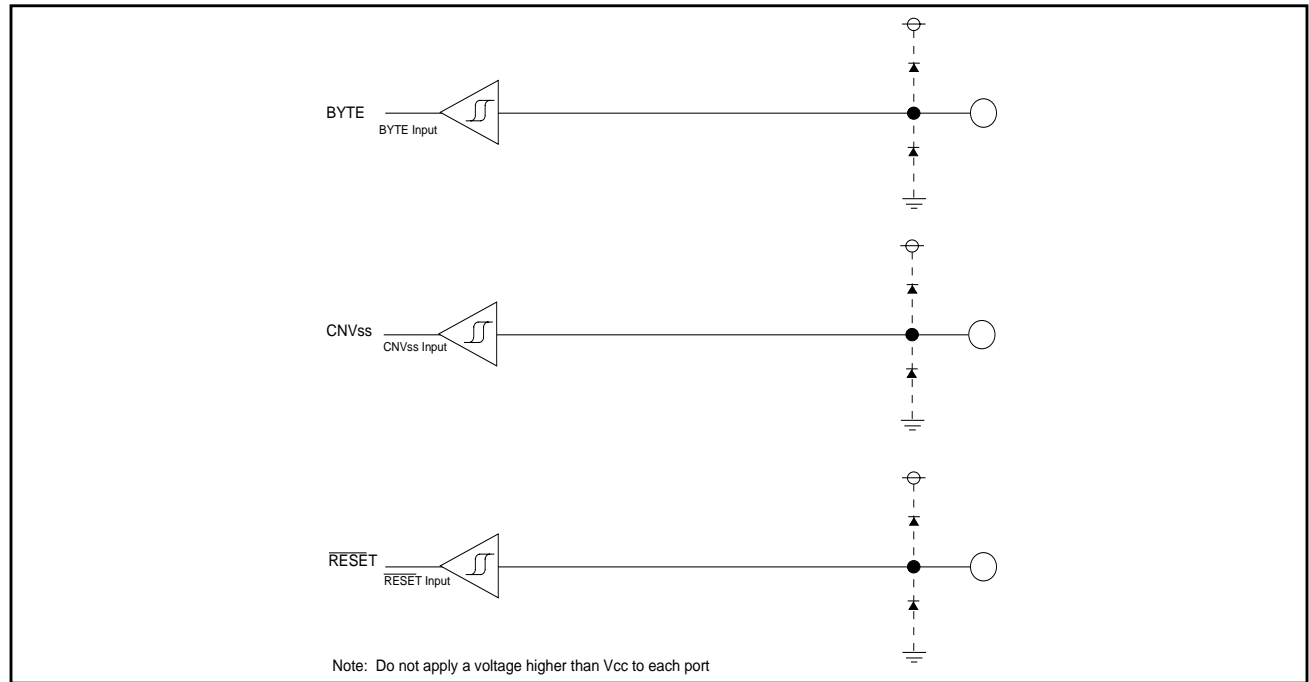 BYTE
BYTE Input
CNVss
CNVss Input
RESET
RESET Input
Note: Do not apply a voltage higher than Vcc to each port